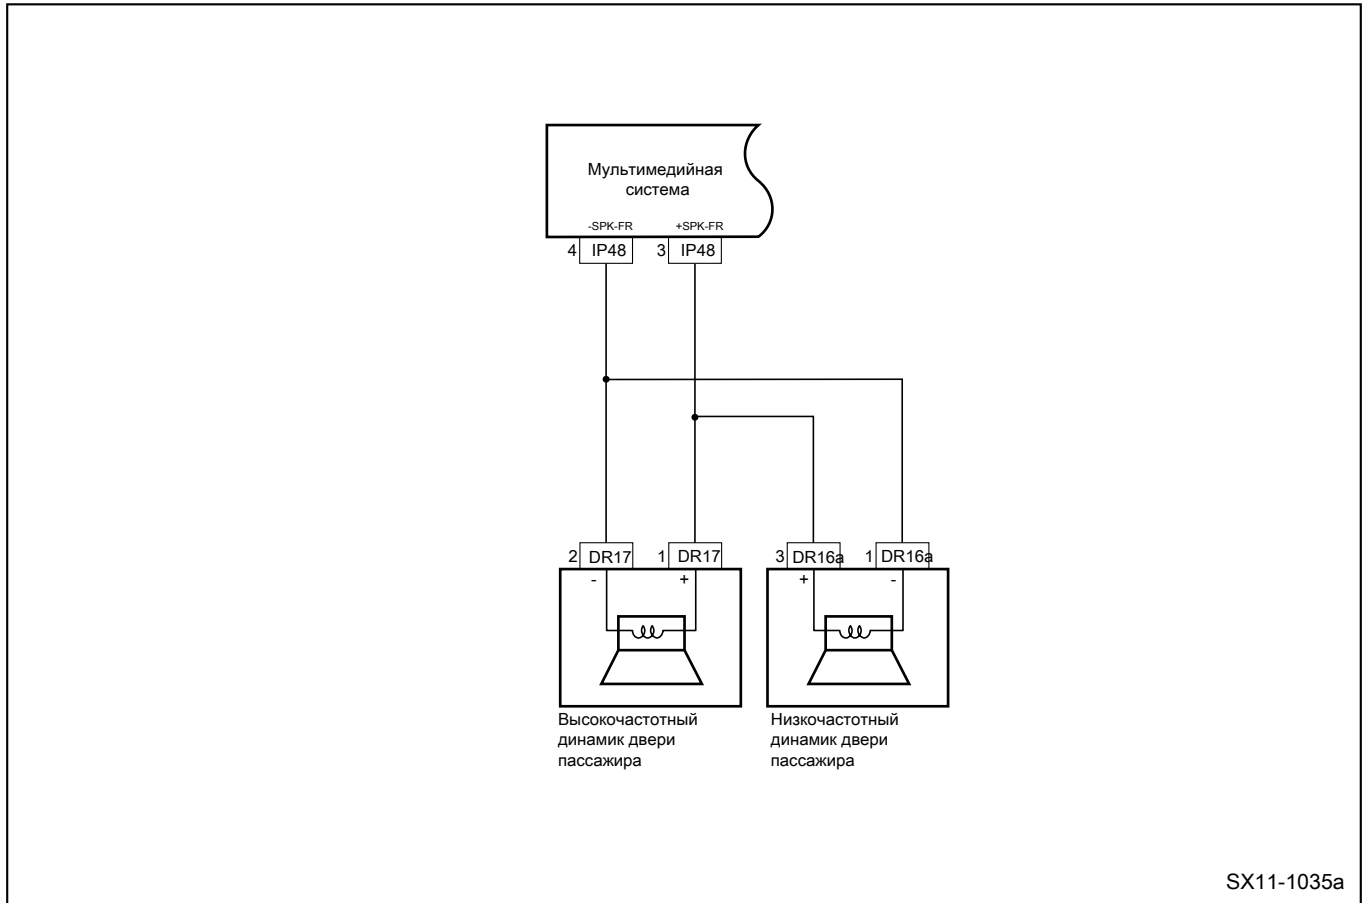 Мультимедийная
система
-SPK-FR +SPK-FR
4 IP48 3 IP48
2 DR17 1 DR17 3 DR16a 1 DR16a
- + + -
Высокочастотный
динамик двери
пассажира
Низкочастотный
динамик двери
пассажира
SX11-1035a